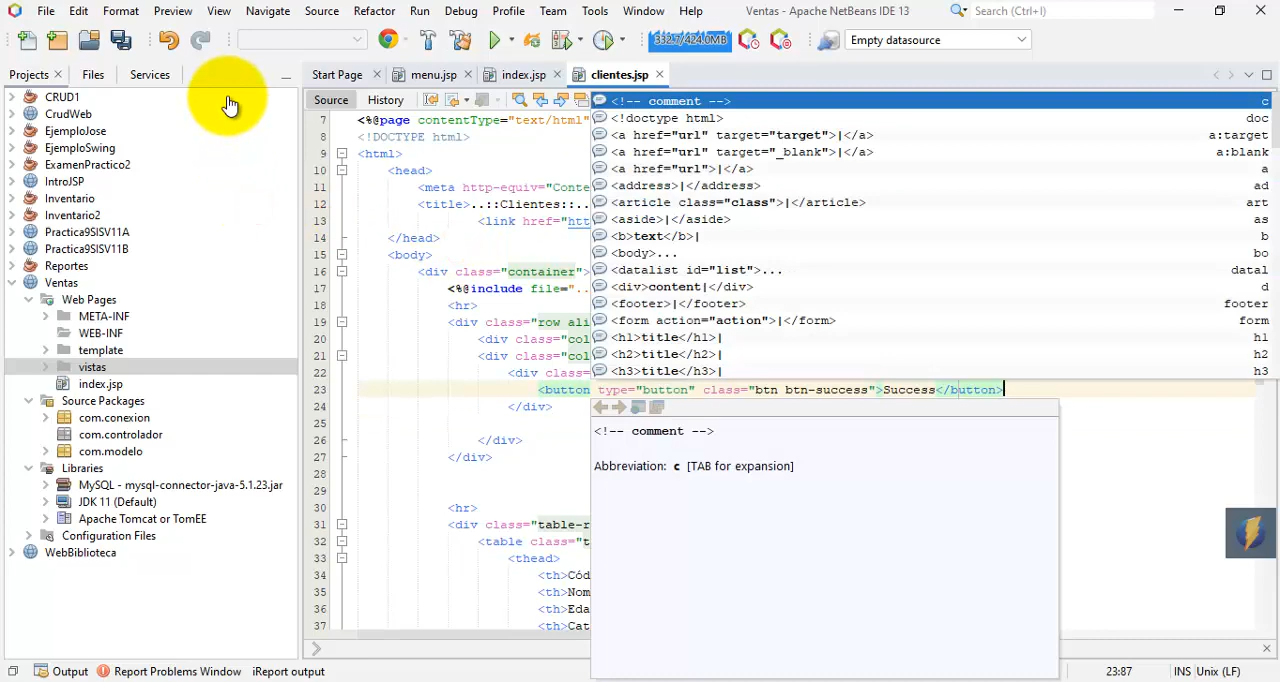 File Edit Format Preview View Navigate Source Refactor Run Debug Profile Team Tools Window Help Ventas - Apache NetBeans IDE 13 Search (Ctrl+I)
332.7/424.0MB Empty datasource
Projects Files Services
Start Page menu.jsp index.jsp clientes.jsp
Source History
CRUD1
CrudWeb
EjemploJose
EjemploSwing
ExamenPractico2
IntroJSP
Inventario
Inventario2
Practica9SISV11A
Practica9SISV11B
Reportes
Ventas
Web Pages
META-INF
WEB-INF
template
vistas
index.jsp
Source Packages
com.conexion
com.controlador
com.modelo
Libraries
MySQL - mysql-connector-java-5.1.23.jar
JDK 11 (Default)
Apache Tomcat or TomEE
Configuration Files
WebBiblioteca
7 <%@page contentType="text/html"
8 <!DOCTYPE html>
9 <html>
10 <head>
11 <meta http-equiv="Conte
12 <title>..::Clientes::..
13 <link href="htt
14 </head>
15 <body>
16 <div class="container">
17 <%@include file="..
18 <hr>
19 <div class="row ali
20 <div class="col
21 <div class="col
22 <div class=
23 <button type="button" class="btn btn-success">Success</button>
24 </div>
25
26 </div>
27 </div>
28
29
30 <hr>
31 <div class="table-r
32 <table class="t
33 <thead>
34 <th>Cód
35 <th>Nom
36 <th>Eda
37 <th>Cat
<!-- comment --> c
<!doctype html> doc
<a href="url" target="target">|</a> a:target
<a href="url" target="_blank">|</a> a:blank
<a href="url">|</a> a
<address>|</address> ad
<article class="class">|</article> art
<aside>|</aside> as
<b>text</b>| b
<body>... bo
<datalist id="list">... datal
<div>content|</div> d
<footer>|</footer> footer
<form action="action">|</form> form
<h1>title</h1>| h1
<h2>title</h2>| h2
<h3>title</h3>| h3
<!-- comment -->
Abbreviation: c [TAB for expansion]
Output Report Problems Window iReport output 23:87 INS Unix (LF)